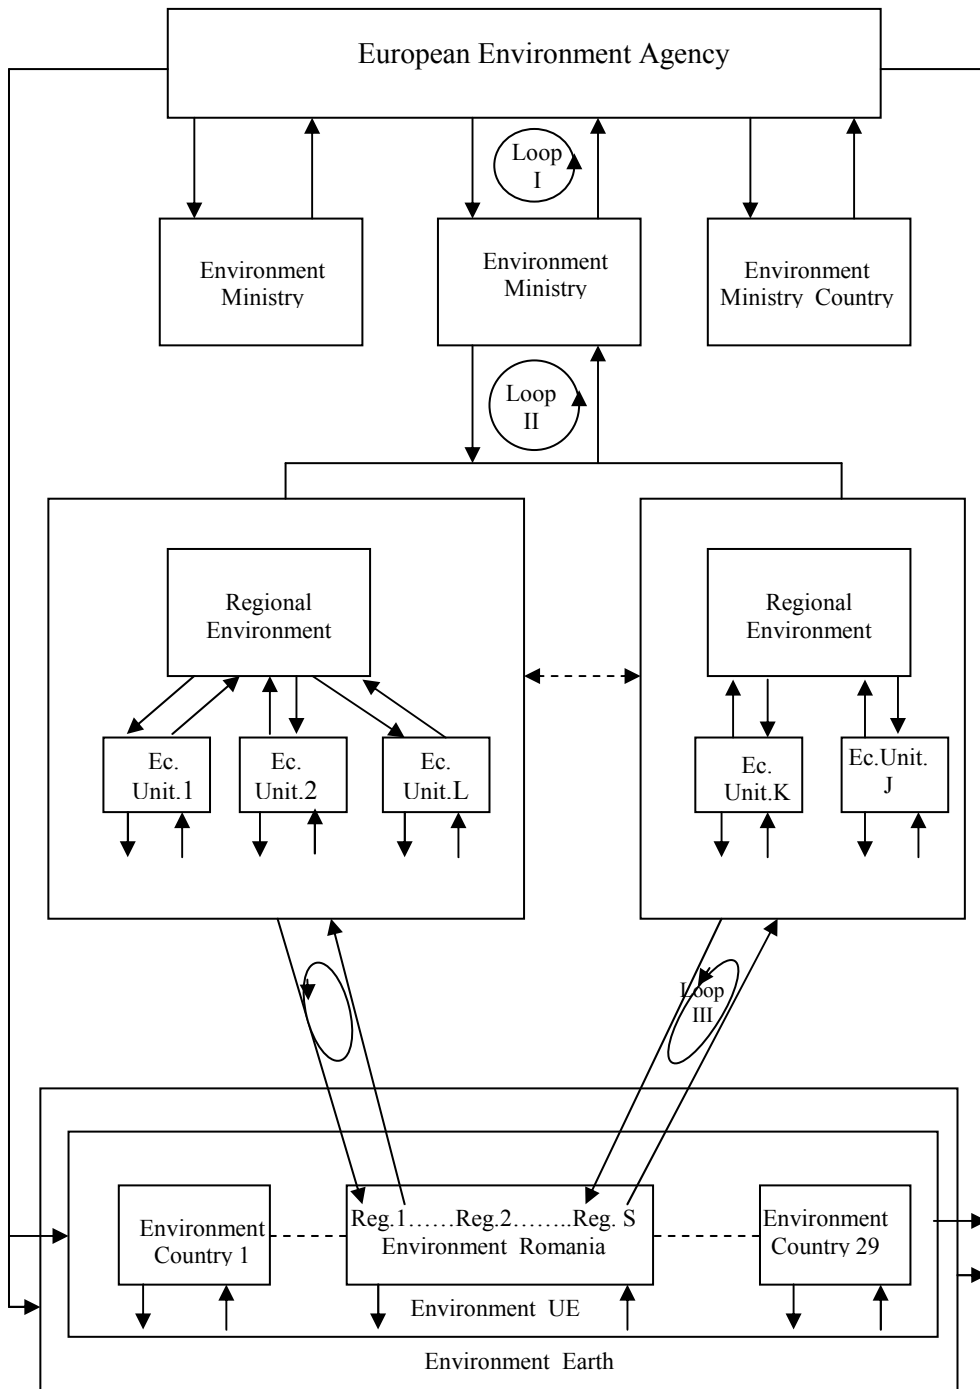 European Environment Agency
Loop
I
Environment
Ministry
Environment
Ministry
Environment
Ministry Country
Loop
II
Regional
Environment
Regional
Environment
Ec.
Unit.1
Ec.
Unit.2
Ec.
Unit.L
Ec.
Unit.K
Ec.Unit.
J
Loop
III
Environment
Country 1
Reg.1......Reg.2........Reg. S
Environment Romania
Environment
Country 29
Environment UE
Environment Earth